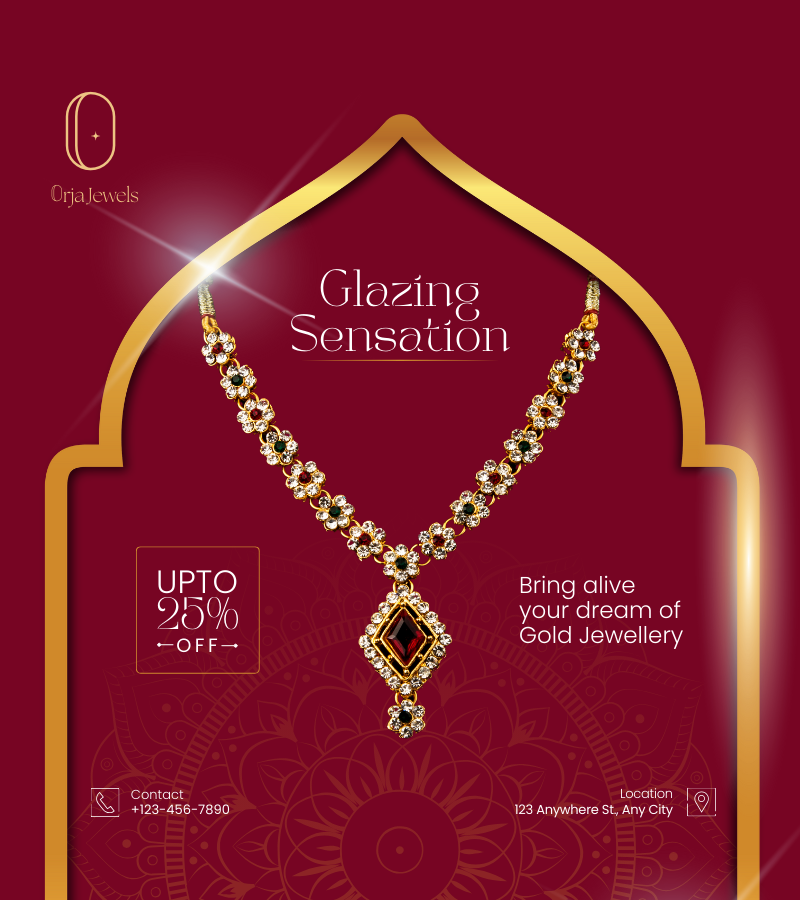 Orja Jewels
Glazing
Sensation
UPTO
25%
OFF
Bring alive
your dream of
Gold Jewellery
Contact
+123-456-7890
Location
123 Anywhere St., Any City